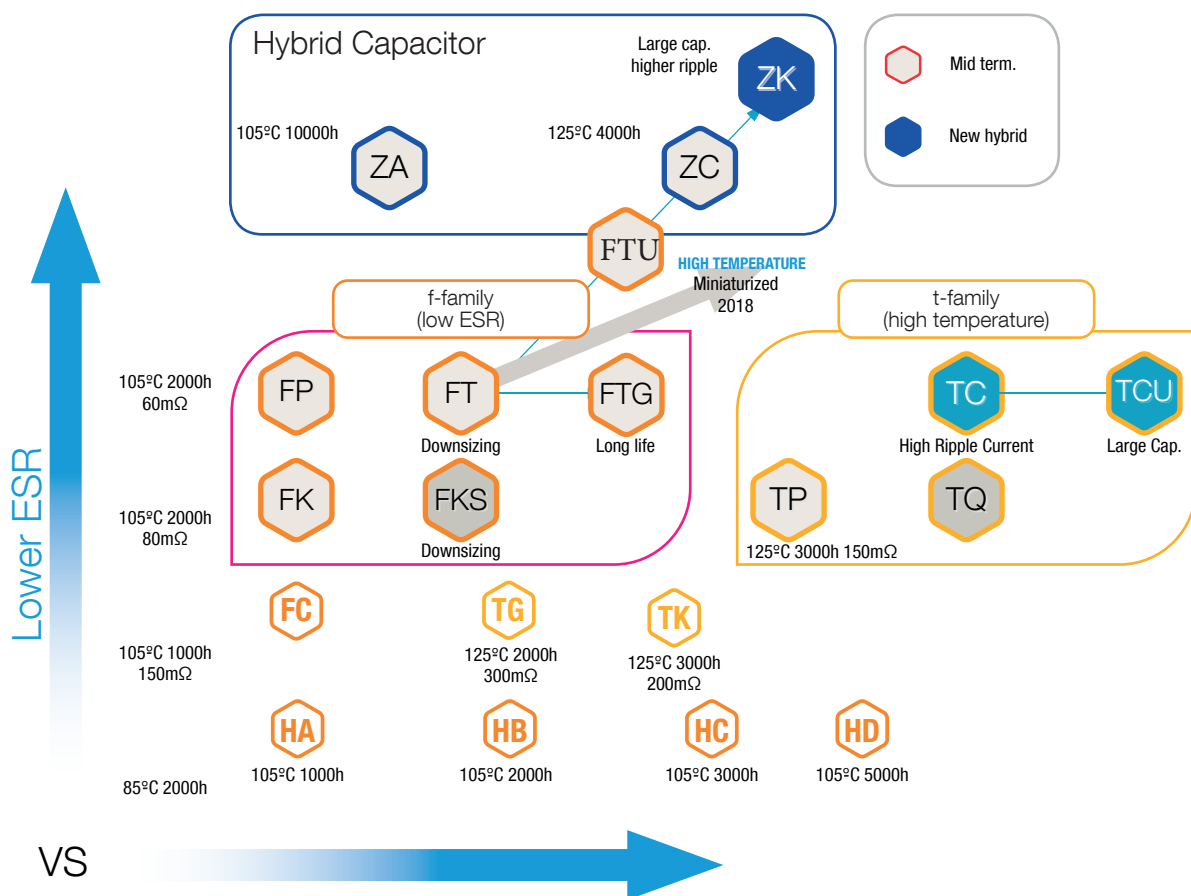 Hybrid Capacitor
Large cap.
higher ripple
ZK
Mid term.
New hybrid
105ºC 10000h
ZA
125ºC 4000h
ZC
FTU
HIGH TEMPERATURE
Miniaturized
2018
f-family
(low ESR)
t-family
(high temperature)
Lower ESR
105ºC 2000h
60mΩ
FP
FT
Downsizing
FTG
Long life
TC
High Ripple Current
TCU
Large Cap.
105ºC 2000h
80mΩ
FK
FKS
Downsizing
TP
125ºC 3000h 150mΩ
TQ
105ºC 1000h
150mΩ
FC
TG
125ºC 2000h
300mΩ
TK
125ºC 3000h
200mΩ
85ºC 2000h
HA
105ºC 1000h
HB
105ºC 2000h
HC
105ºC 3000h
HD
105ºC 5000h
VS